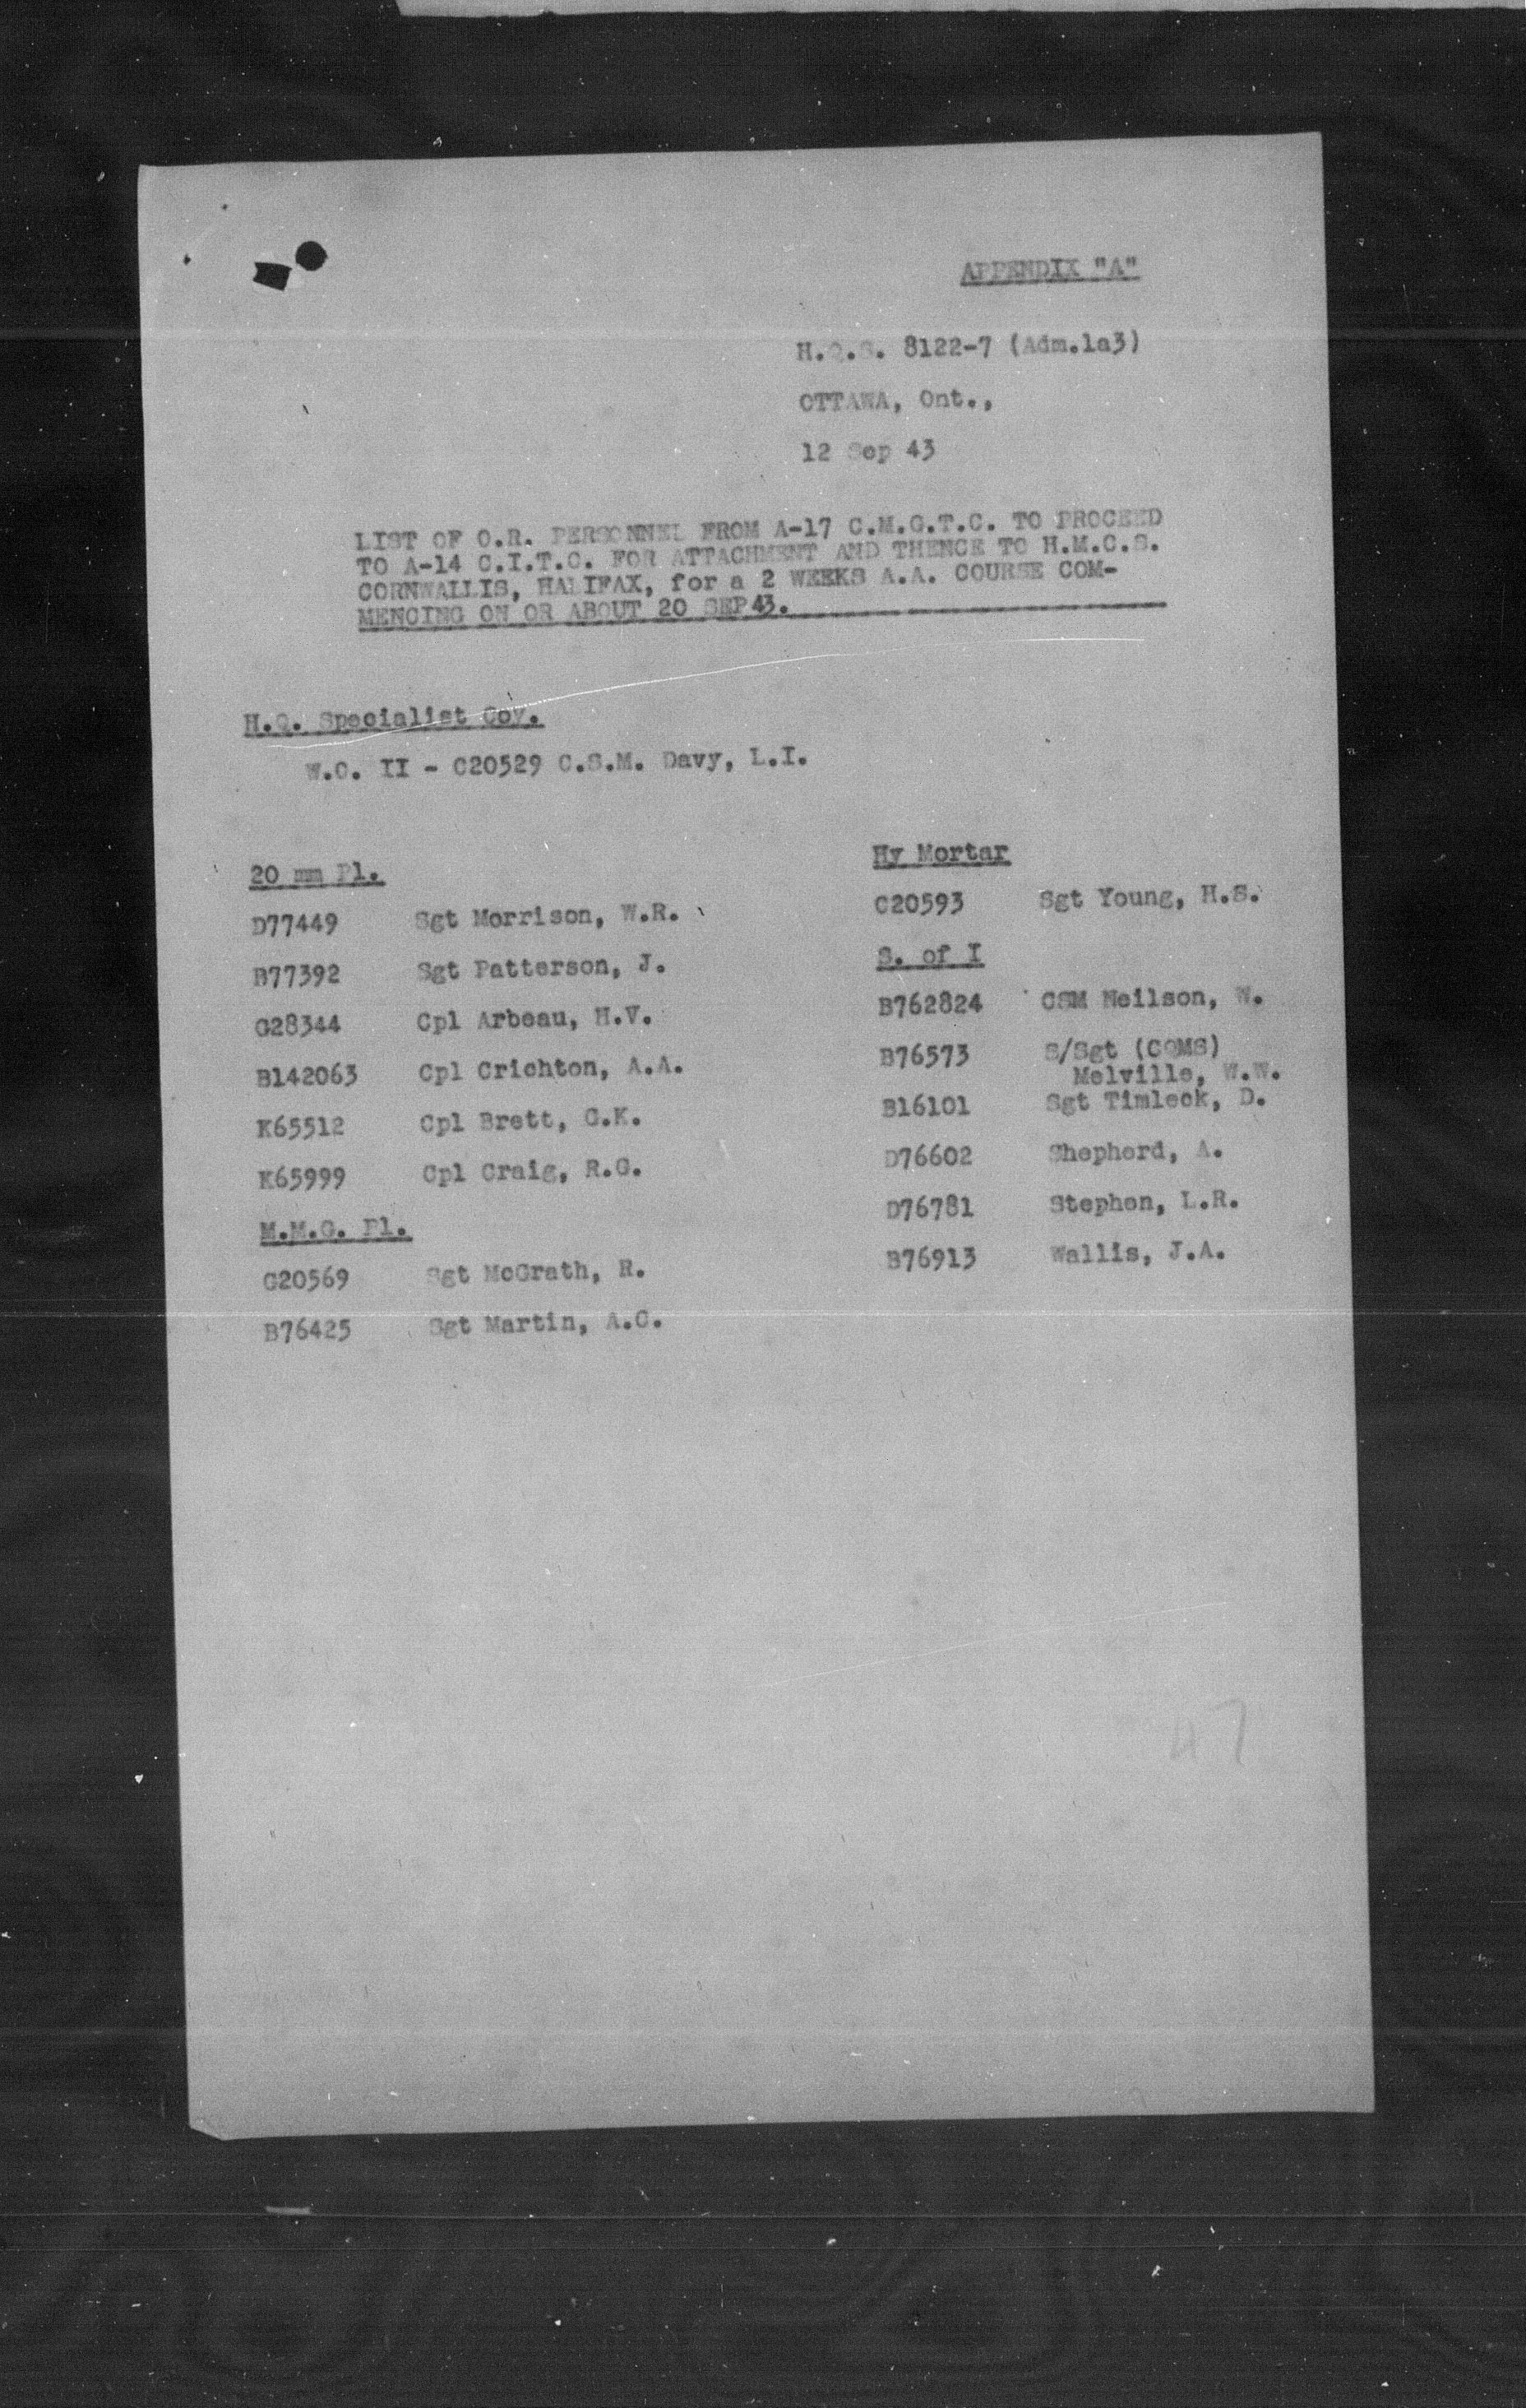 APPENDIX "A"
H.Q.S. 8122-7 (Adm.1a3)
OTTAWA, Ont.,
12 Sep 43
LIST OF O.R. PERSONNEL FROM A-17 C.M.G.T.C. TO PROCEED
TO A-14 C.I.T.C. FOR ATTACHMENT AND THENCE TO H.M.C.S.
CORNWALLIS, HALIFAX, for a 2 WEEKS A.A. COURSE COM-
MENCING ON OR ABOUT 20 SEP 43.
H.Q. Specialist Coy.
W.O. II - C20529 C.S.M. Davy, L.I.
20 mm Pl.
D77449 Sgt Morrison, W.R.
B77392 Sgt Patterson, J.
G28344 Cpl Arbeau, H.V.
B142063 Cpl Crichton, A.A.
K65512 Cpl Brett, G.K.
K65999 Cpl Craig, R.G.
M.M.G. Pl.
C20569 Sgt McGrath, R.
B76425 Sgt Martin, A.C.
Hy Mortar
C20593 Sgt Young, H.S.
S. of I
B762824 CSM Neilson, W.
B76573 S/Sgt (CQMS)
Melville, W.W.
B16101 Sgt Timleck, D.
D76602 Shepherd, A.
D76781 Stephen, L.R.
B76913 Wallis, J.A.
47